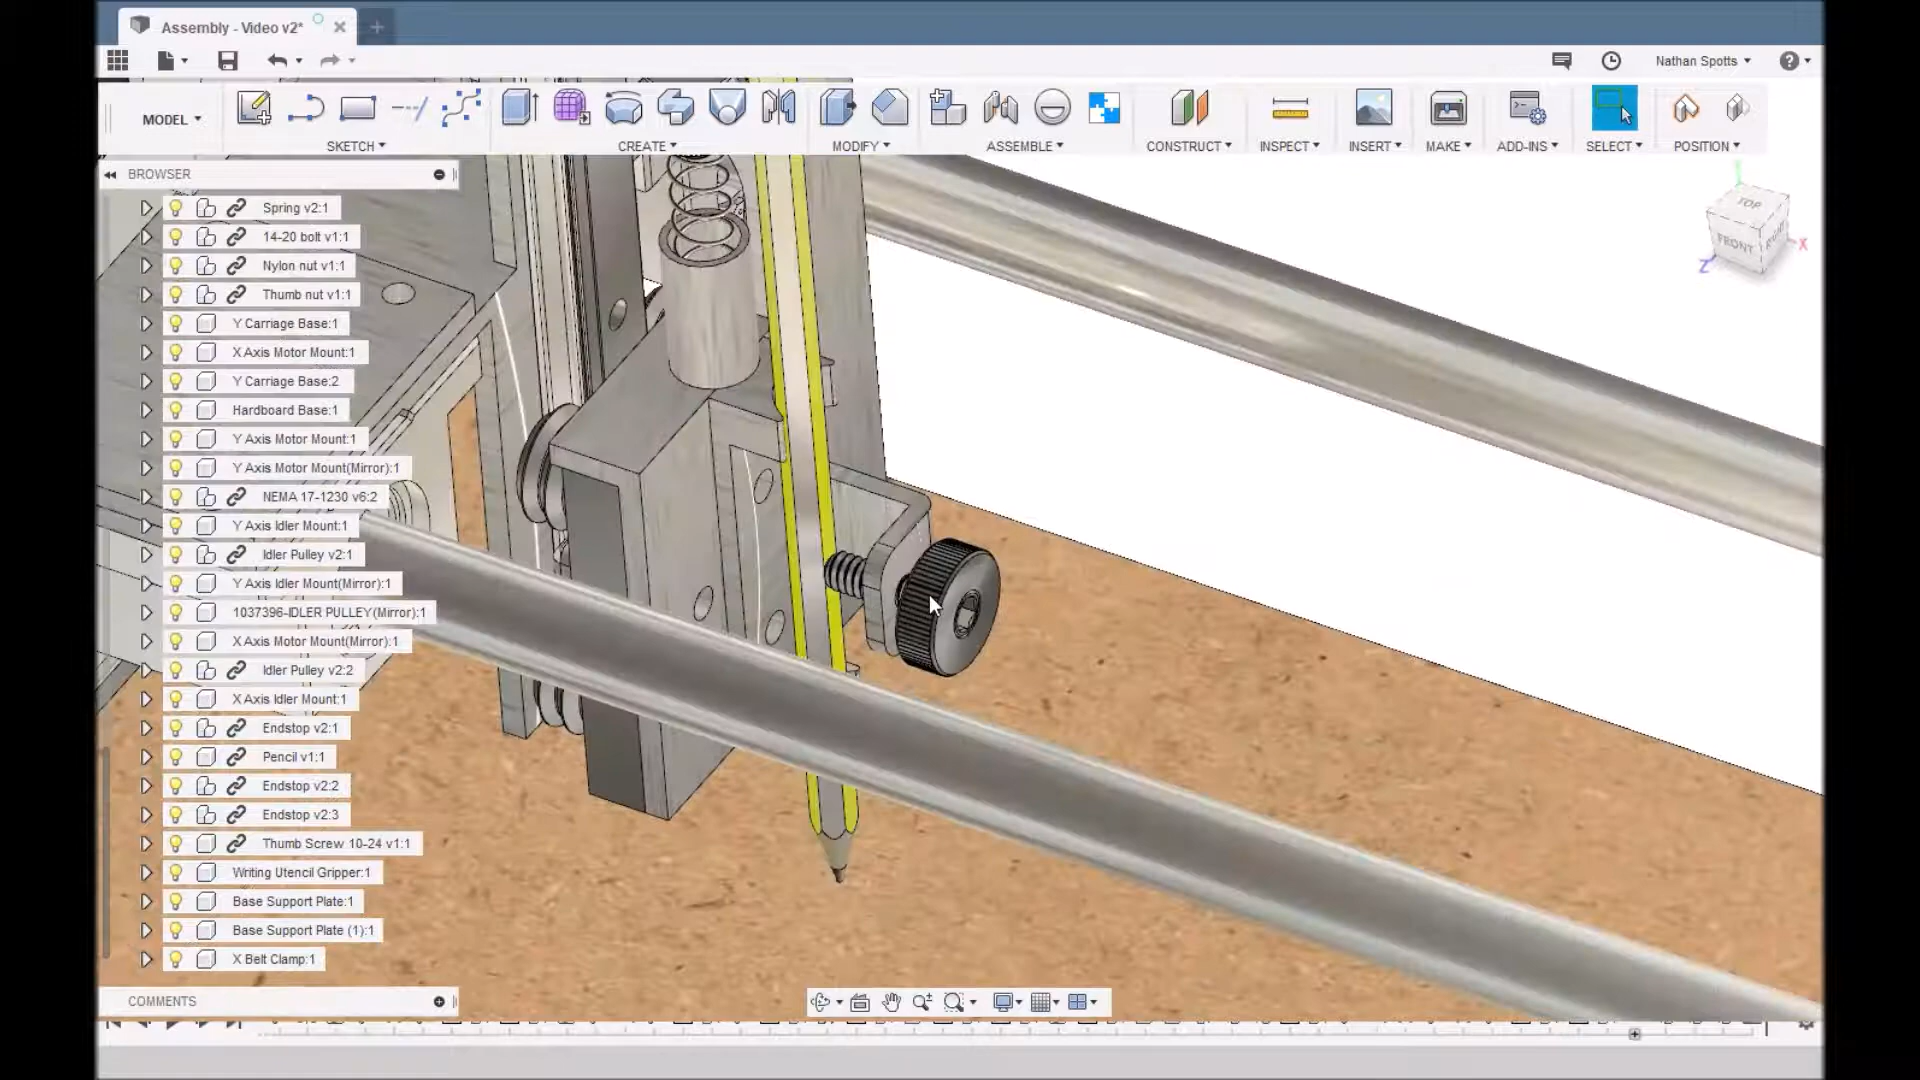 Assembly - Video v2*
Nathan Spotts
MODEL
SKETCH
CREATE
MODIFY
ASSEMBLE
CONSTRUCT
INSPECT
INSERT
MAKE
ADD-INS
SELECT
POSITION
BROWSER
Spring v2:1
14-20 bolt v1:1
Nylon nut v1:1
Thumb nut v1:1
Y Carriage Base:1
X Axis Motor Mount:1
Y Carriage Base:2
Hardboard Base:1
Y Axis Motor Mount:1
Y Axis Motor Mount(Mirror):1
NEMA 17-1230 v6:2
Y Axis Idler Mount:1
Idler Pulley v2:1
Y Axis Idler Mount(Mirror):1
1037396-IDLER PULLEY(Mirror):1
X Axis Motor Mount(Mirror):1
Idler Pulley v2:2
X Axis Idler Mount:1
Endstop v2:1
Pencil v1:1
Endstop v2:2
Endstop v2:3
Thumb Screw 10-24 v1:1
Writing Utencil Gripper:1
Base Support Plate:1
Base Support Plate (1):1
X Belt Clamp:1
COMMENTS
TOP
FRONT
RIGHT
X
Z